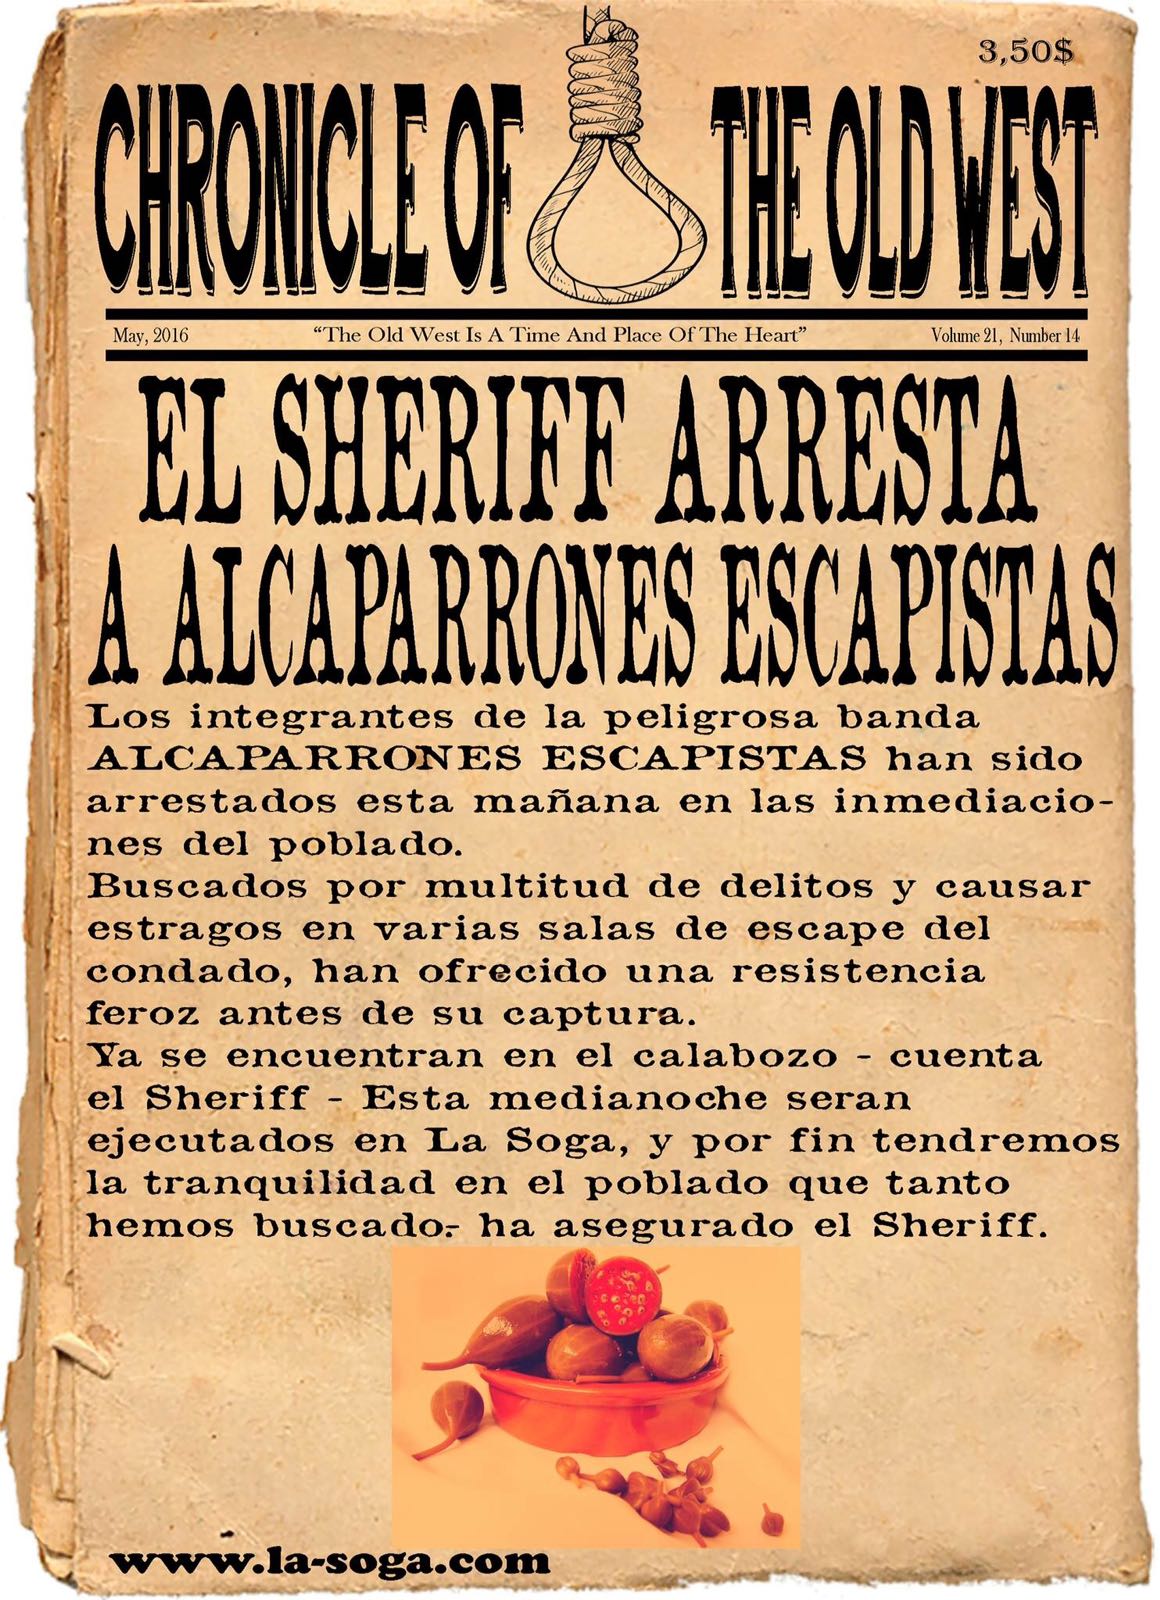 3,50$
CHRONICLE OF THE OLD WEST
May, 2016 “The Old West Is A Time And Place Of The Heart” Volume 21, Number 14
EL SHERIFF ARRESTA
A ALCAPARRONES ESCAPISTAS
Los integrantes de la peligrosa banda
ALCAPARRONES ESCAPISTAS han sido
arrestados esta mañana en las inmediacio-
nes del poblado.
Buscados por multitud de delitos y causar
estragos en varias salas de escape del
condado, han ofrecido una resistencia
feroz antes de su captura.
Ya se encuentran en el calabozo - cuenta
el Sheriff - Esta medianoche seran
ejecutados en La Soga, y por fin tendremos
la tranquilidad en el poblado que tanto
hemos buscado.- ha asegurado el Sheriff.
www.la-soga.com